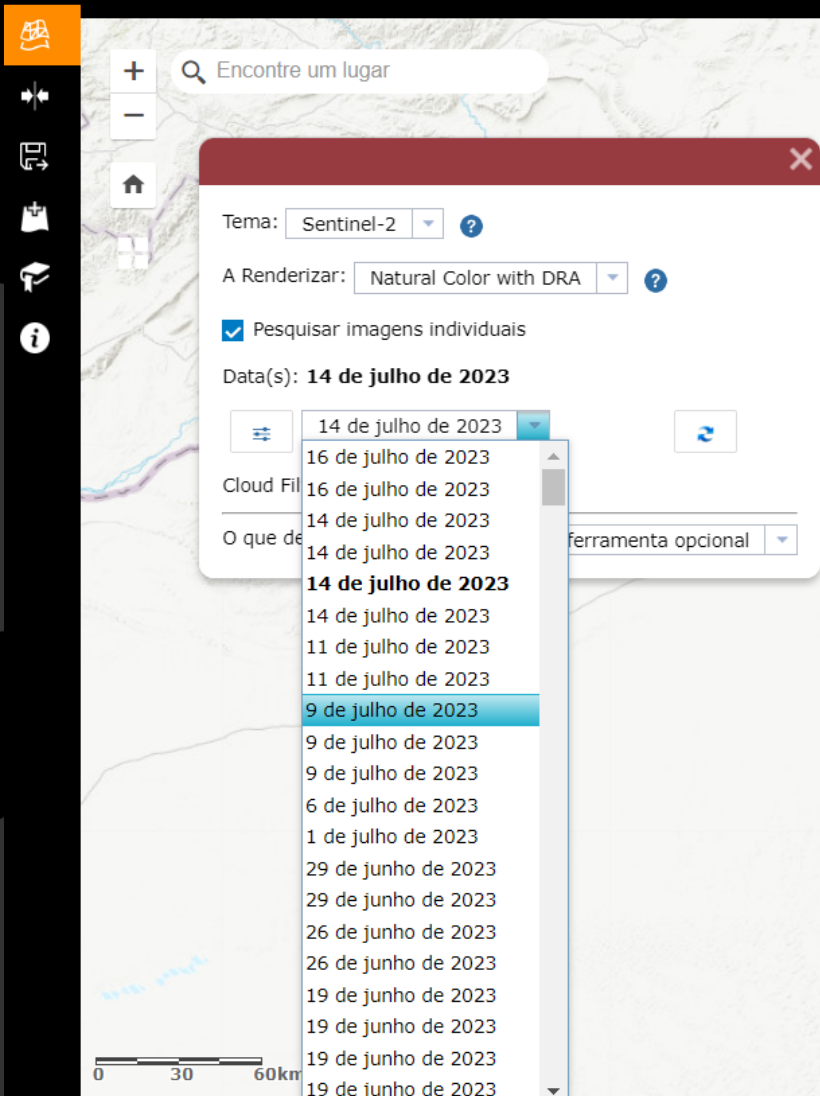 Encontre um lugar
Tema: Sentinel-2
A Renderizar: Natural Color with DRA
Pesquisar imagens individuais
Data(s): 14 de julho de 2023
14 de julho de 2023
16 de julho de 2023
16 de julho de 2023
14 de julho de 2023
14 de julho de 2023
14 de julho de 2023
14 de julho de 2023
11 de julho de 2023
11 de julho de 2023
9 de julho de 2023
9 de julho de 2023
9 de julho de 2023
6 de julho de 2023
1 de julho de 2023
29 de junho de 2023
29 de junho de 2023
26 de junho de 2023
26 de junho de 2023
19 de junho de 2023
19 de junho de 2023
19 de junho de 2023
19 de junho de 2023
Cloud Fil
O que de ferramenta opcional
0 30 60km